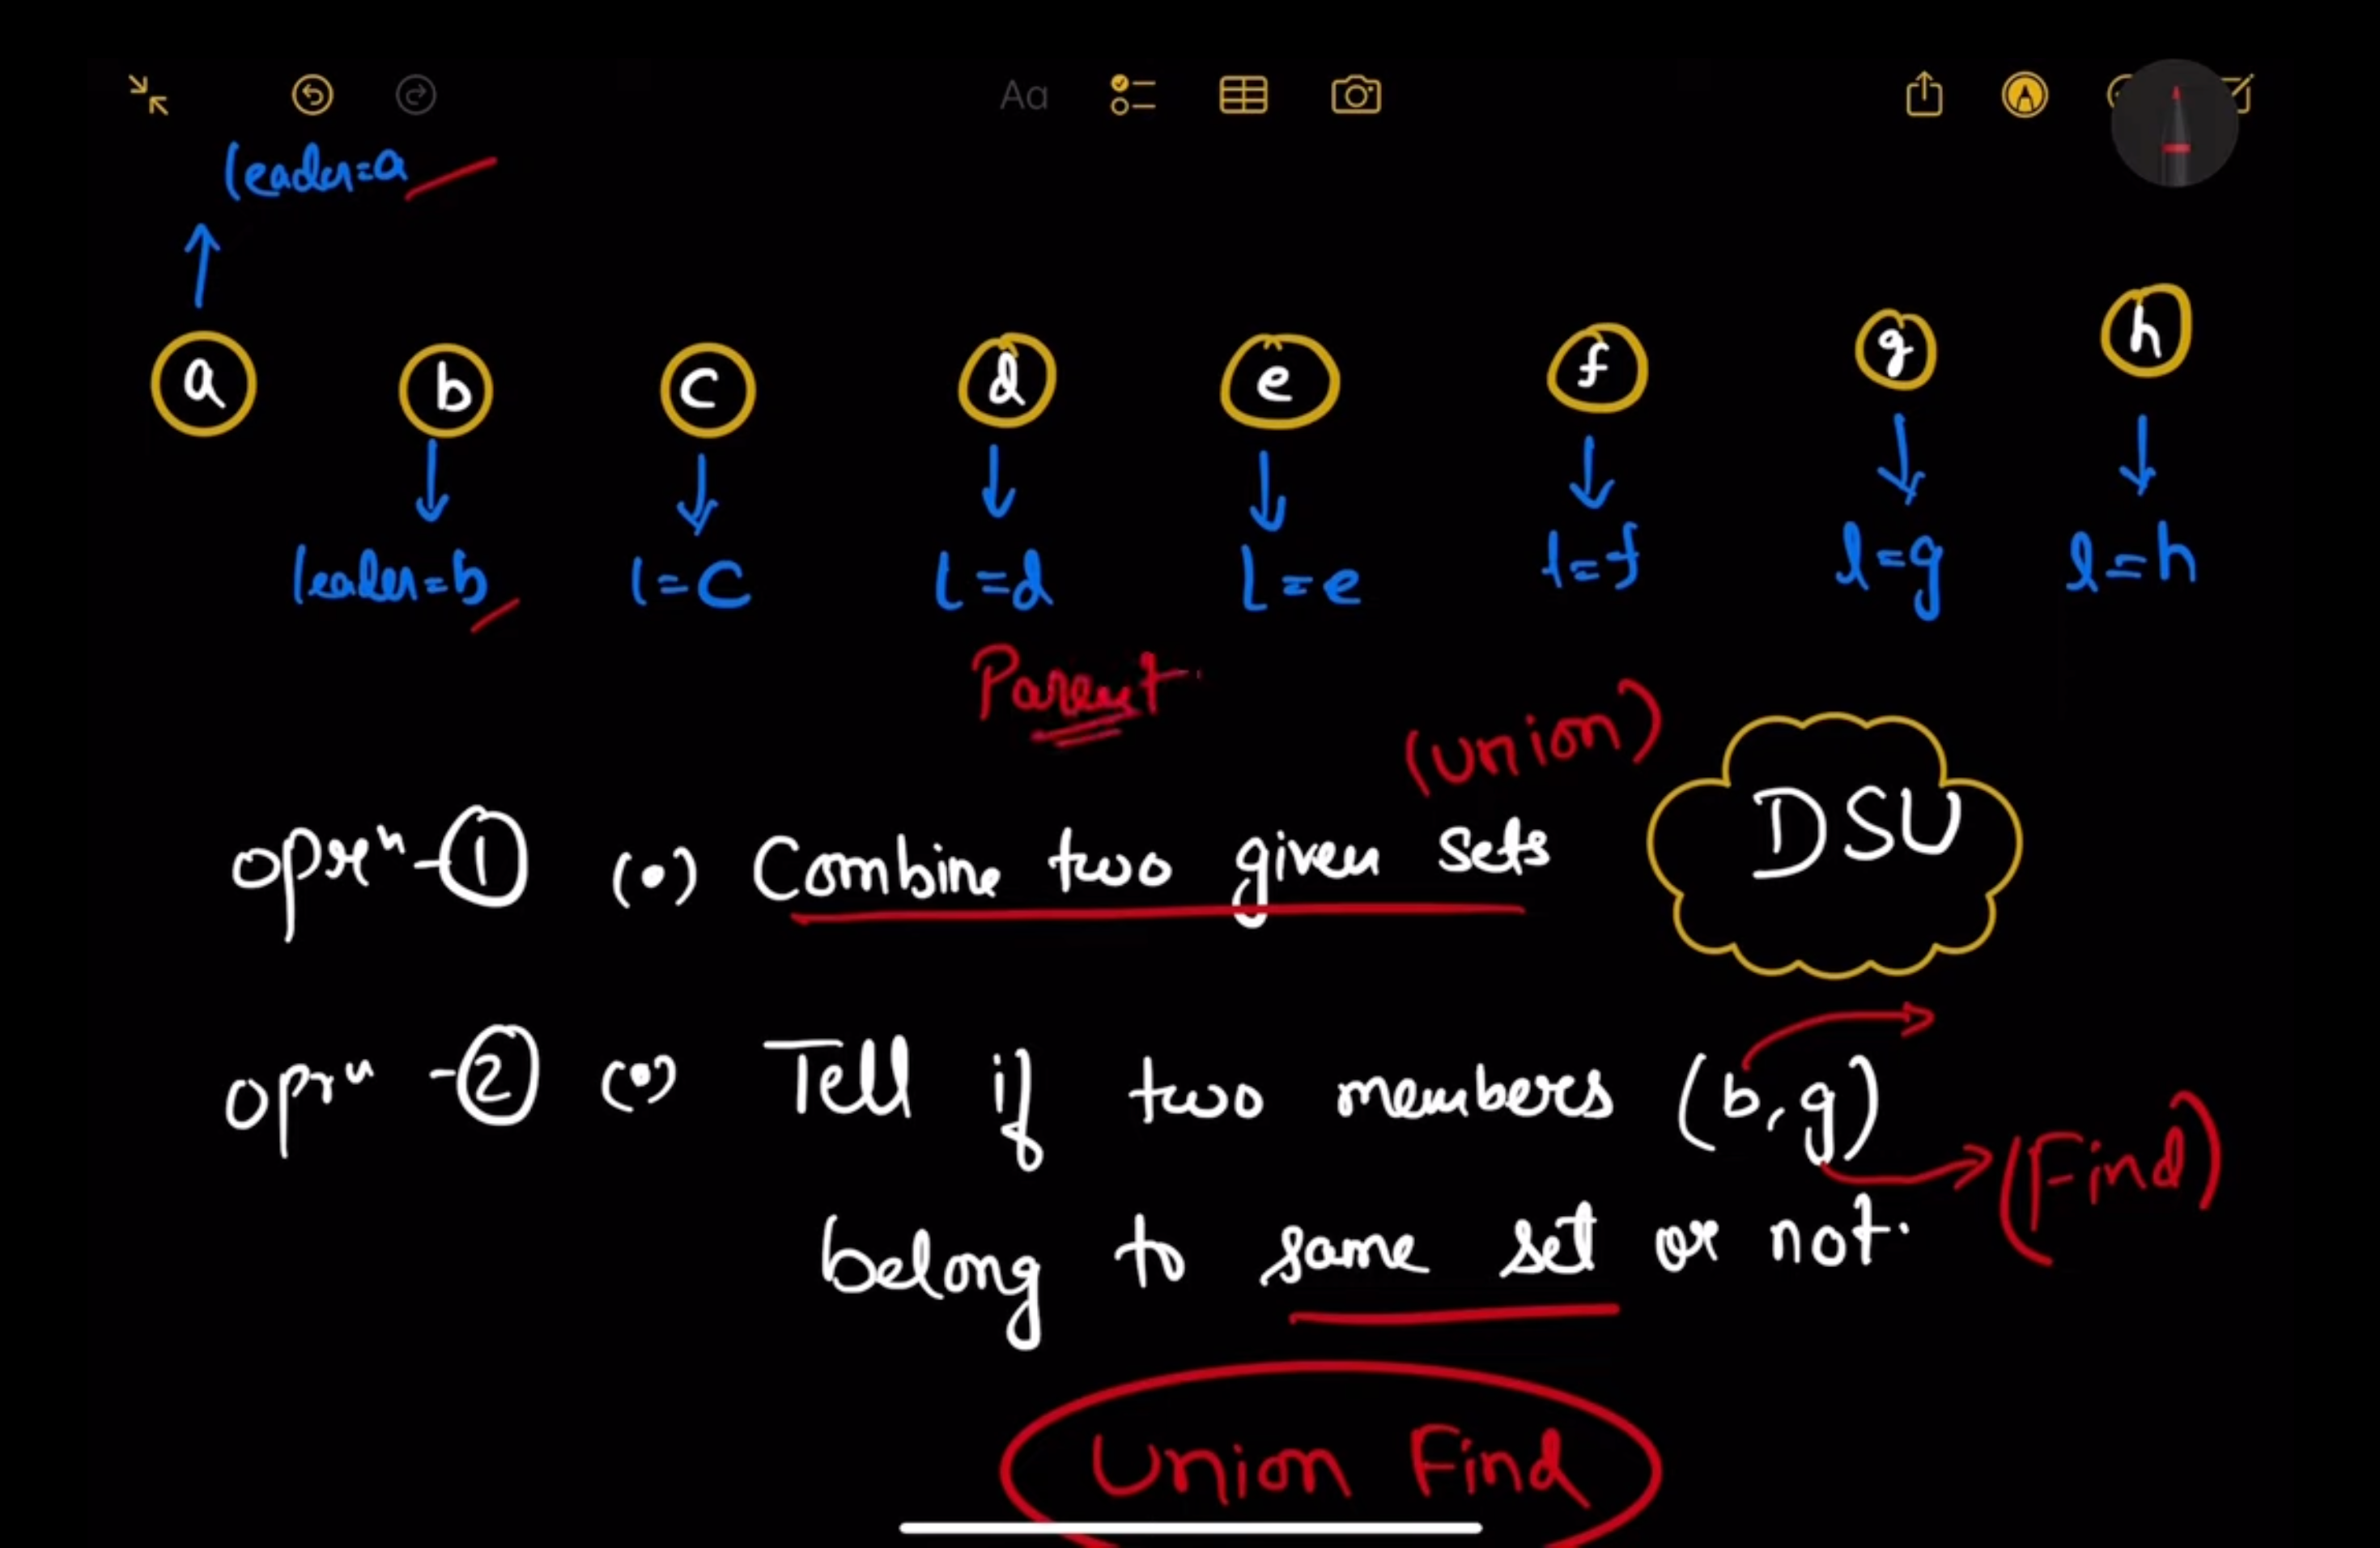 Aa
leader=a
a b c d e f g h
leader=b l=c l=d l=e l=f l=g l=h
Parent
(Union)
oprⁿ-① (•) Combine two given sets
DSU
oprⁿ-② (•) Tell if two members (b,g)
(Find)
belong to same set or not.
Union Find